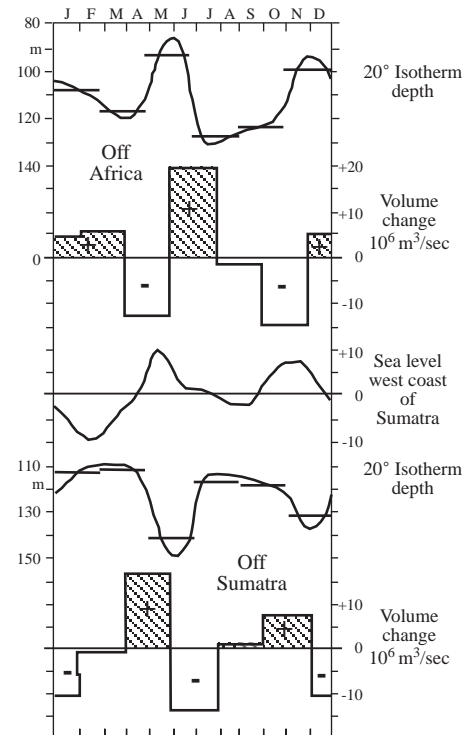 J F M A M J J A S O N D
80
m
100
120
140
20° Isotherm
depth
Off
Africa
+20
+10
0
-10
0
Volume
change
10⁶ m³/sec
+
-
+
-
+
+10
0
-10
Sea level
west coast
of
Sumatra
110
m
130
150
20° Isotherm
depth
Off
Sumatra
+10
0
-10
0
Volume
change
10⁶ m³/sec
-
+
-
+
-